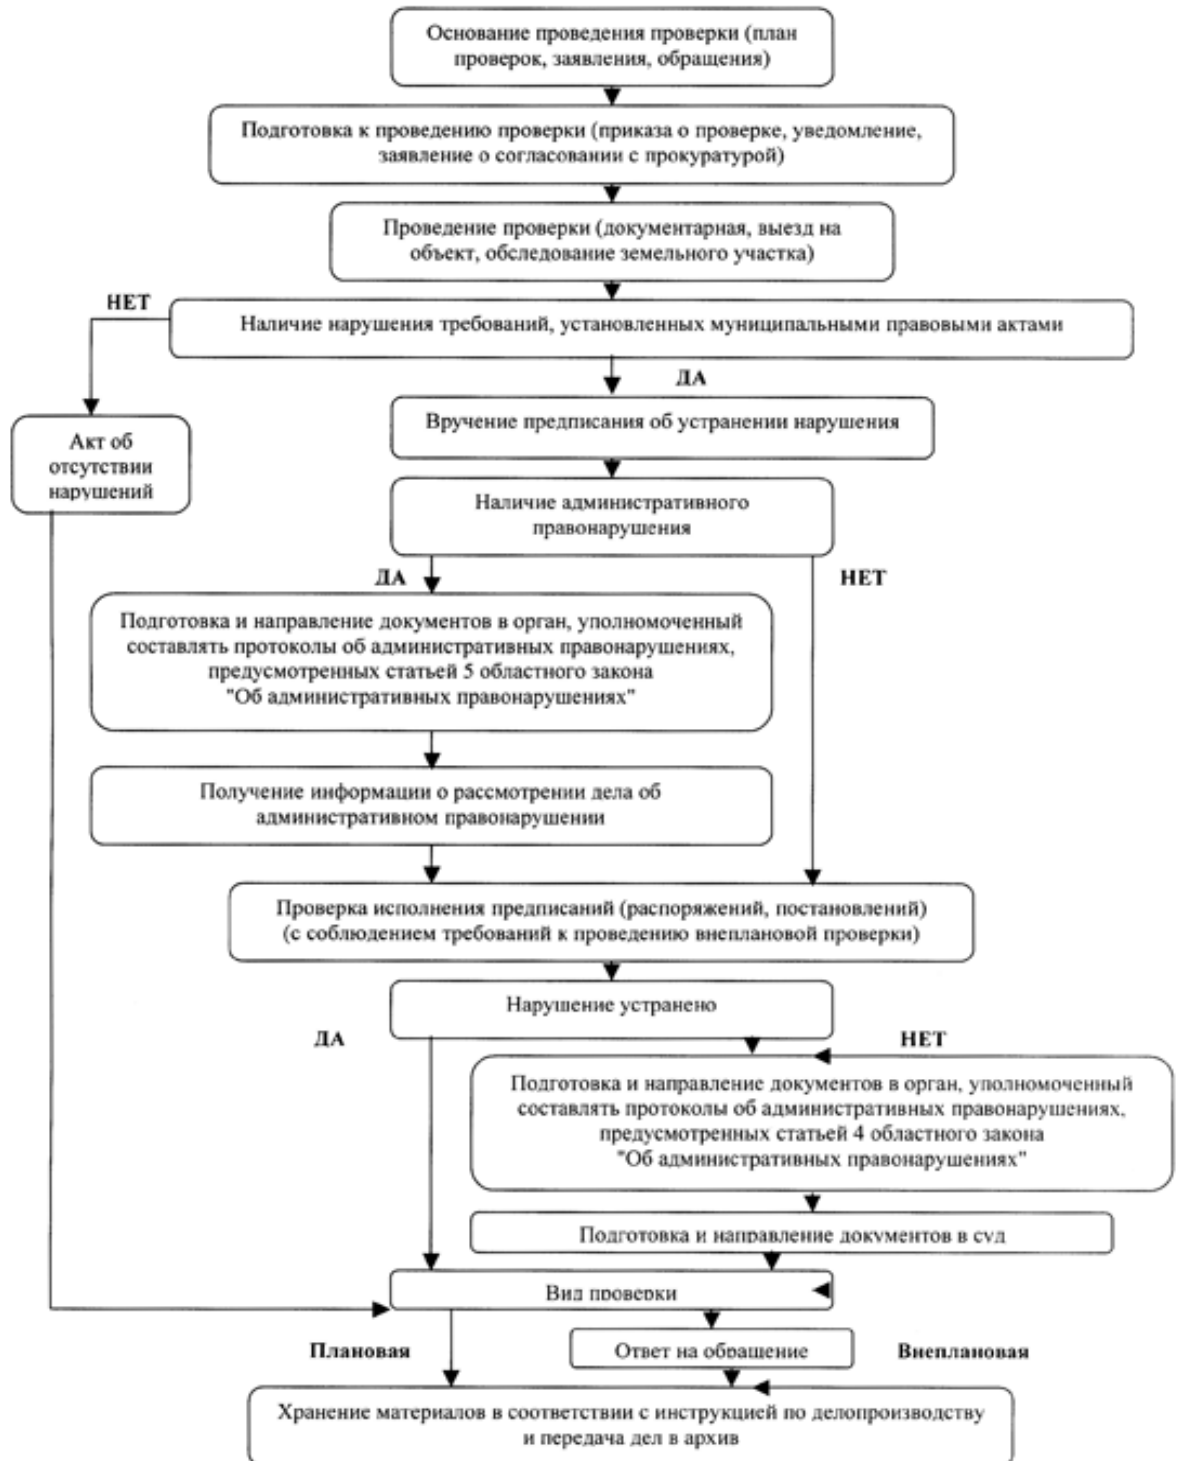 Основание проведения проверки (план
проверок, заявления, обращения)
Подготовка к проведению проверки (приказа о проверке, уведомление,
заявление о согласовании с прокуратурой)
Проведение проверки (документарная, выезд на
объект, обследование земельного участка)
НЕТ
Наличие нарушения требований, установленных муниципальными правовыми актами
ДА
Вручение предписания об устранении нарушения
Акт об
отсутствии
нарушений
Наличие административного
правонарушения
ДА
НЕТ
Подготовка и направление документов в орган, уполномоченный
составлять протоколы об административных правонарушениях,
предусмотренных статьей 5 областного закона
"Об административных правонарушениях"
Получение информации о рассмотрении дела об
административном правонарушении
Проверка исполнения предписаний (распоряжений, постановлений)
(с соблюдением требований к проведению внеплановой проверки)
Нарушение устранено
ДА
НЕТ
Подготовка и направление документов в орган, уполномоченный
составлять протоколы об административных правонарушениях,
предусмотренных статьей 4 областного закона
"Об административных правонарушениях"
Подготовка и направление документов в суд
Вид проверки
Плановая
Ответ на обращение
Внеплановая
Хранение материалов в соответствии с инструкцией по делопроизводству
и передача дел в архив